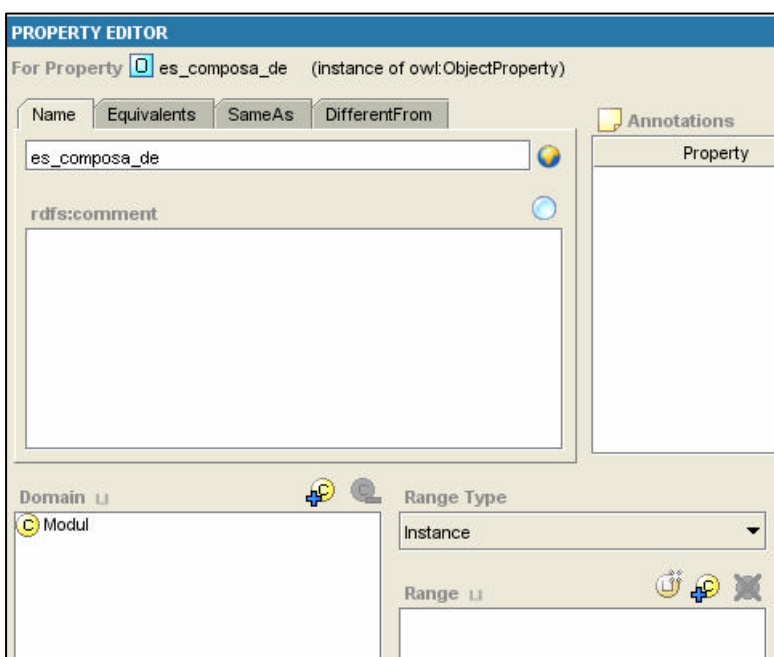 PROPERTY EDITOR
For Property O es_composa_de (instance of owl:ObjectProperty)
Name Equivalents SameAs DifferentFrom
es_composa_de
rdfs:comment
Annotations
Property
Domain ⊔
C Modul
Range Type
Instance
Range ⊔